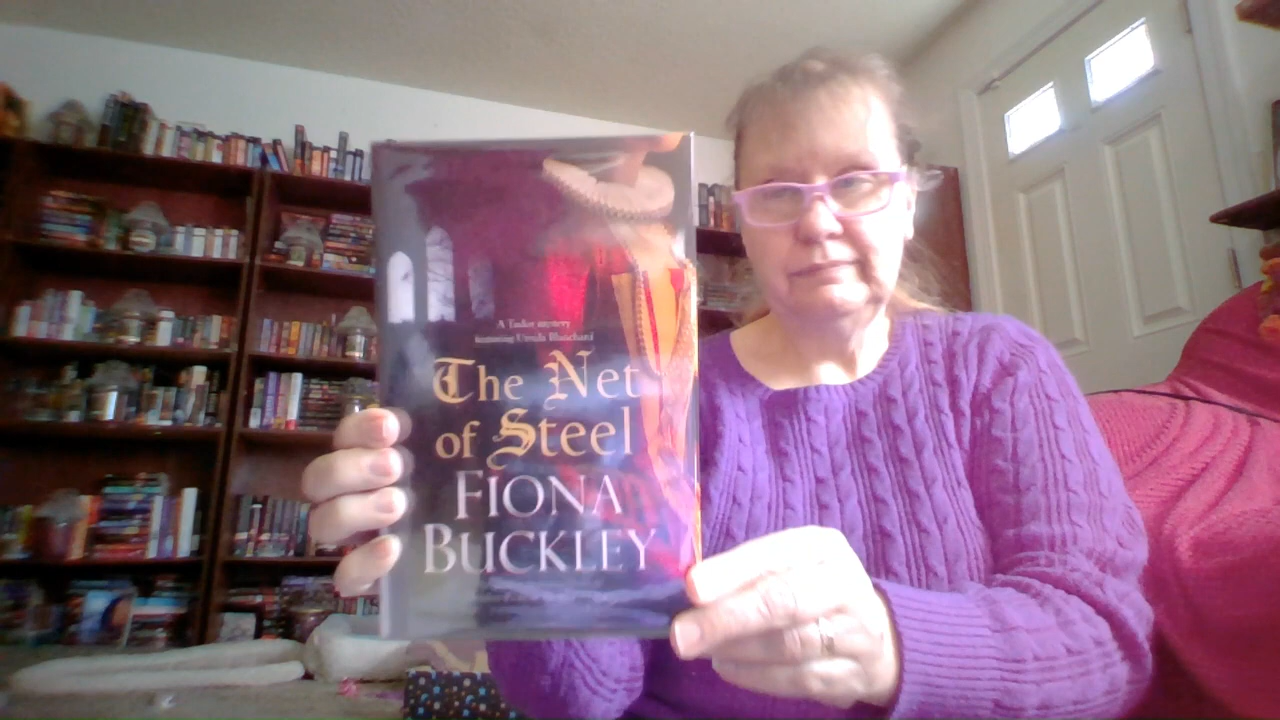 A Tudor mystery
featuring Ursula Blanchard
The Net
of Steel
FIONA
BUCKLEY